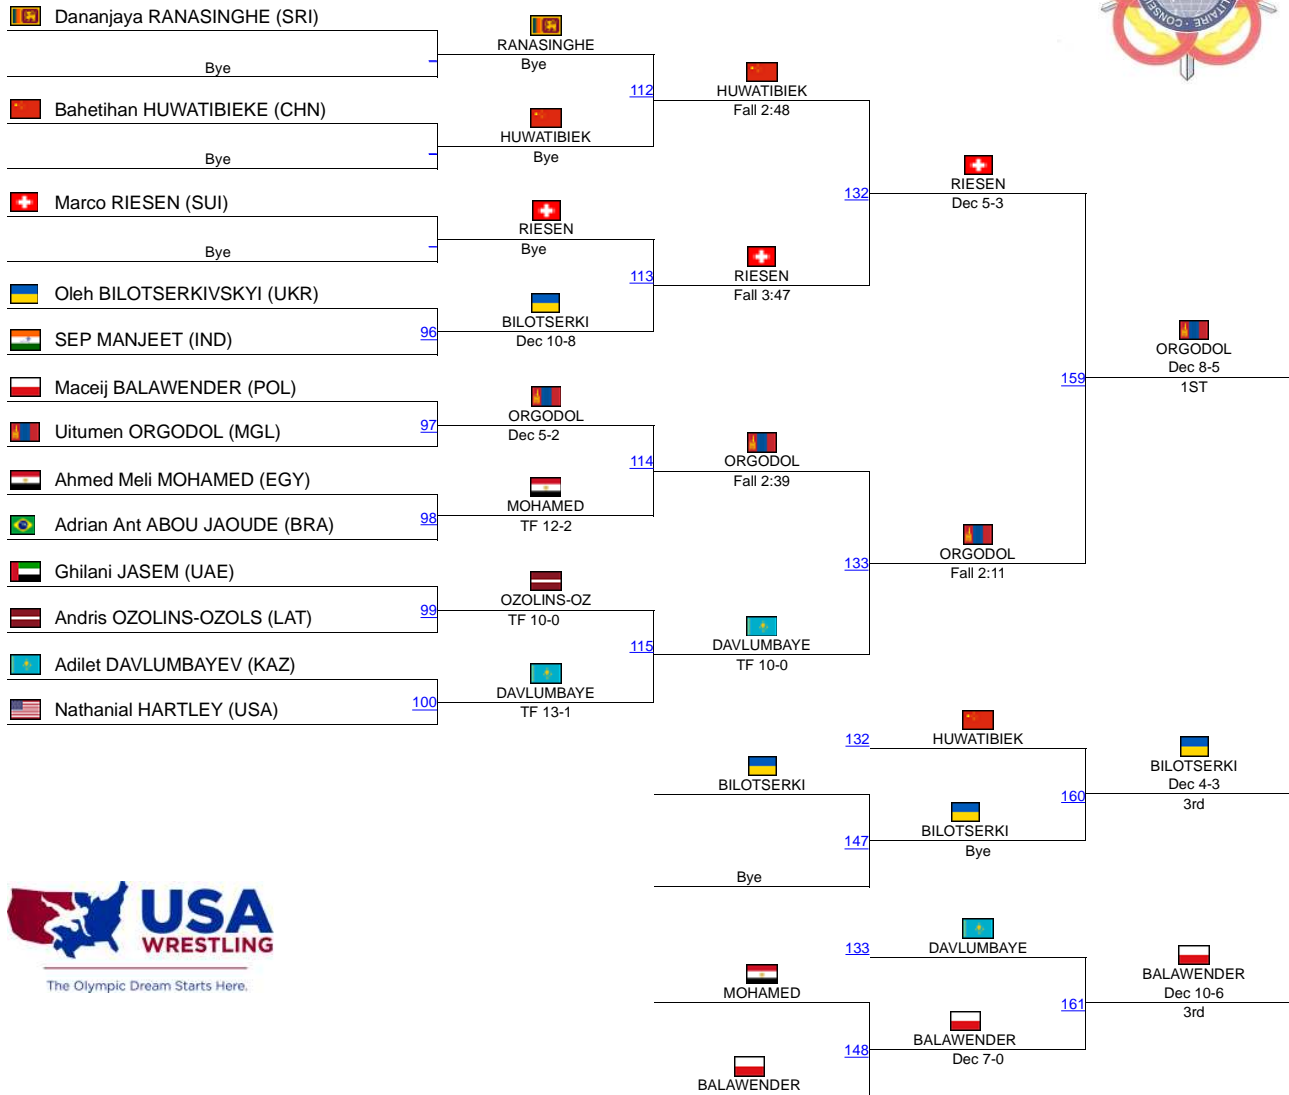 Dananjaya RANASINGHE (SRI)
Bye
Bahetihan HUWATIBIEKE (CHN)
Bye
Marco RIESEN (SUI)
Bye
Oleh BILOTSERKIVSKYI (UKR)
96
SEP MANJEET (IND)
Maceij BALAWENDER (POL)
97
Uitumen ORGODOL (MGL)
Ahmed Meli MOHAMED (EGY)
98
Adrian Ant ABOU JAOUDE (BRA)
Ghilani JASEM (UAE)
99
Andris OZOLINS-OZOLS (LAT)
Adilet DAVLUMBAYEV (KAZ)
100
Nathanial HARTLEY (USA)
RANASINGHE
Bye
112
HUWATIBIEK
Bye
RIESEN
Bye
113
BILOTSERKI
Dec 10-8
ORGODOL
Dec 5-2
114
MOHAMED
TF 12-2
OZOLINS-OZ
TF 10-0
115
DAVLUMBAYE
TF 13-1
HUWATIBIEK
Fall 2:48
132
RIESEN
Fall 3:47
ORGODOL
Fall 2:39
133
DAVLUMBAYE
TF 10-0
RIESEN
Dec 5-3
159
ORGODOL
Fall 2:11
ORGODOL
Dec 8-5
1ST
132
HUWATIBIEK
BILOTSERKI
147
Bye
BILOTSERKI
Bye
160
BILOTSERKI
Dec 4-3
3rd
133
DAVLUMBAYE
MOHAMED
148
BALAWENDER
BALAWENDER
Dec 7-0
161
BALAWENDER
Dec 10-6
3rd
USA
WRESTLING
The Olympic Dream Starts Here.